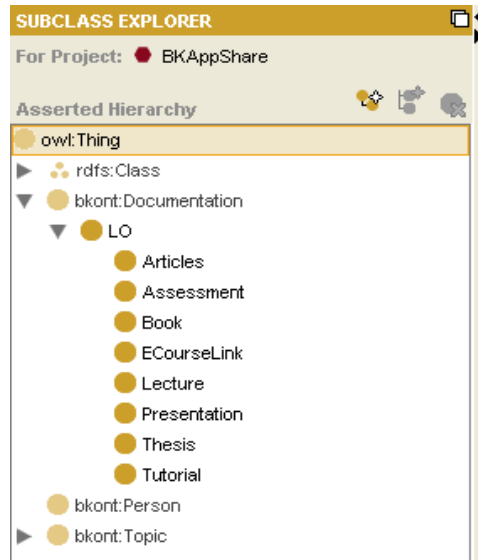 SUBCLASS EXPLORER
For Project: BKAppShare
Asserted Hierarchy
owl:Thing
rdfs:Class
bkont:Documentation
LO
Articles
Assessment
Book
ECourseLink
Lecture
Presentation
Thesis
Tutorial
bkont:Person
bkont:Topic